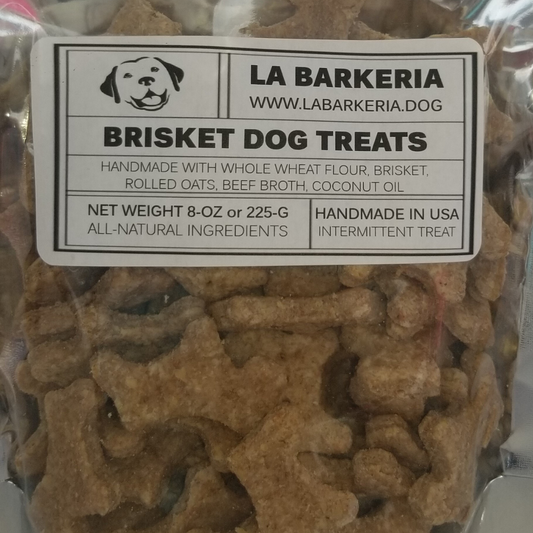 LA BARKERIA
WWW.LABARKERIA.DOG
BRISKET DOG TREATS
HANDMADE WITH WHOLE WHEAT FLOUR, BRISKET,
ROLLED OATS, BEEF BROTH, COCONUT OIL
NET WEIGHT 8-OZ or 225-G
ALL-NATURAL INGREDIENTS
HANDMADE IN USA
INTERMITTENT TREAT